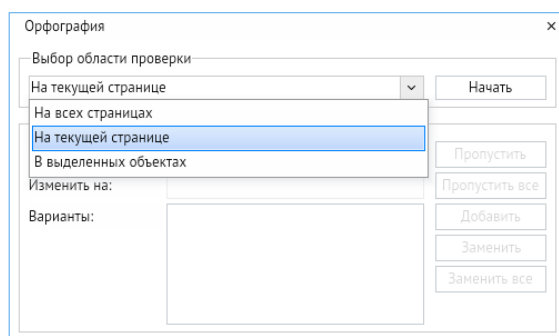 Орфография
Выбор области проверки
На текущей странице
Начать
На всех страницах
На текущей странице
В выделенных объектах
Пропустить
Изменить на:
Пропустить все
Варианты:
Добавить
Заменить
Заменить все